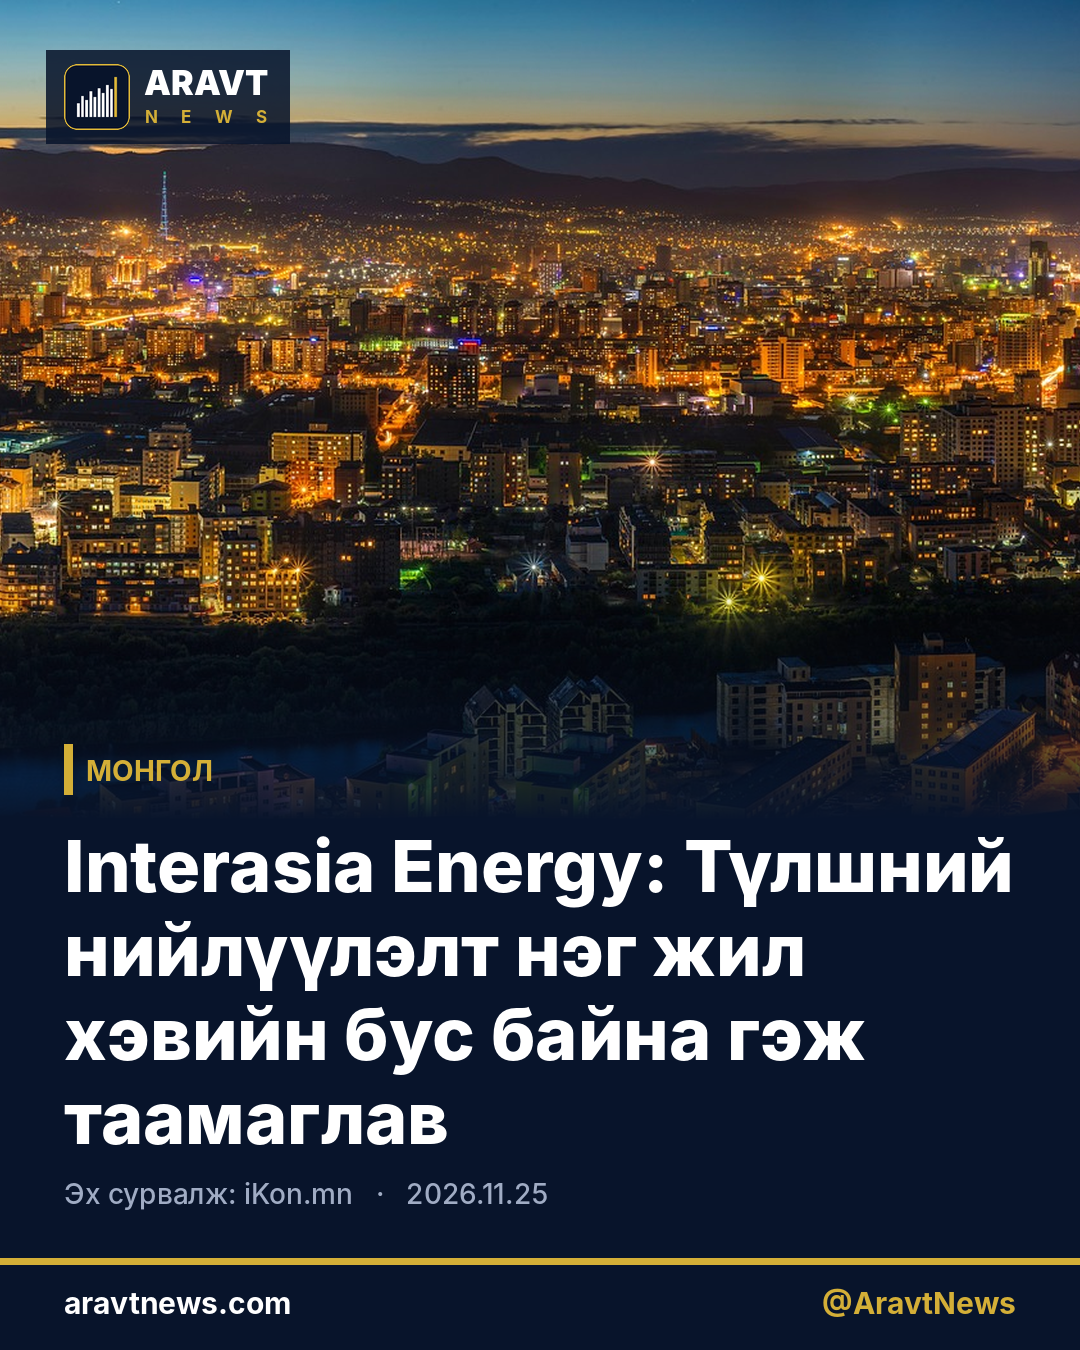 ARAVT
NEWS
МОНГОЛ
Interasia Energy: Түлшний
нийлүүлэлт нэг жил
хэвийн бус байна гэж
таамаглав
Эх сурвалж: iKon.mn · 2026.11.25
aravtnews.com
@AravtNews